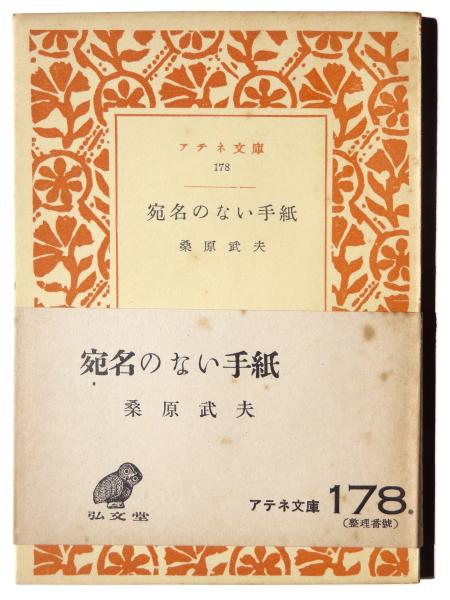 アテネ文庫
178
宛名のない手紙
桑原武夫
宛名のない手紙
桑原武夫
弘文堂
アテネ文庫 178
(整理番號)